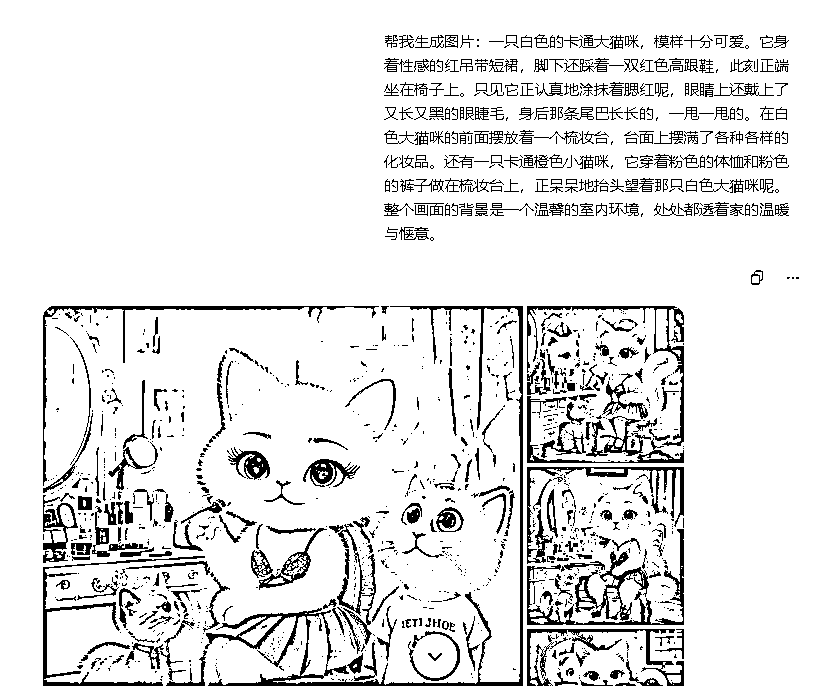 帮我生成图片：一只白色的卡通大猫咪，模样十分可爱。它身
着性感的红吊带短裙，脚下还踩着一双红色高跟鞋，此刻正端
坐在椅子上。只见它正认真地涂抹着腮红呢，眼睛上还戴上了
又长又黑的眼睫毛，身后那条尾巴长长的，一甩一甩的。在白
色大猫咪的前面摆放着一个梳妆台，台面上摆满了各种各样的
化妆品。还有一只卡通橙色小猫咪，它穿着粉色的体恤和粉色
的裤子做在梳妆台上，正呆呆地抬头望着那只白色大猫咪呢。
整个画面的背景是一个温馨的室内环境，处处都透着家的温暖
与惬意。